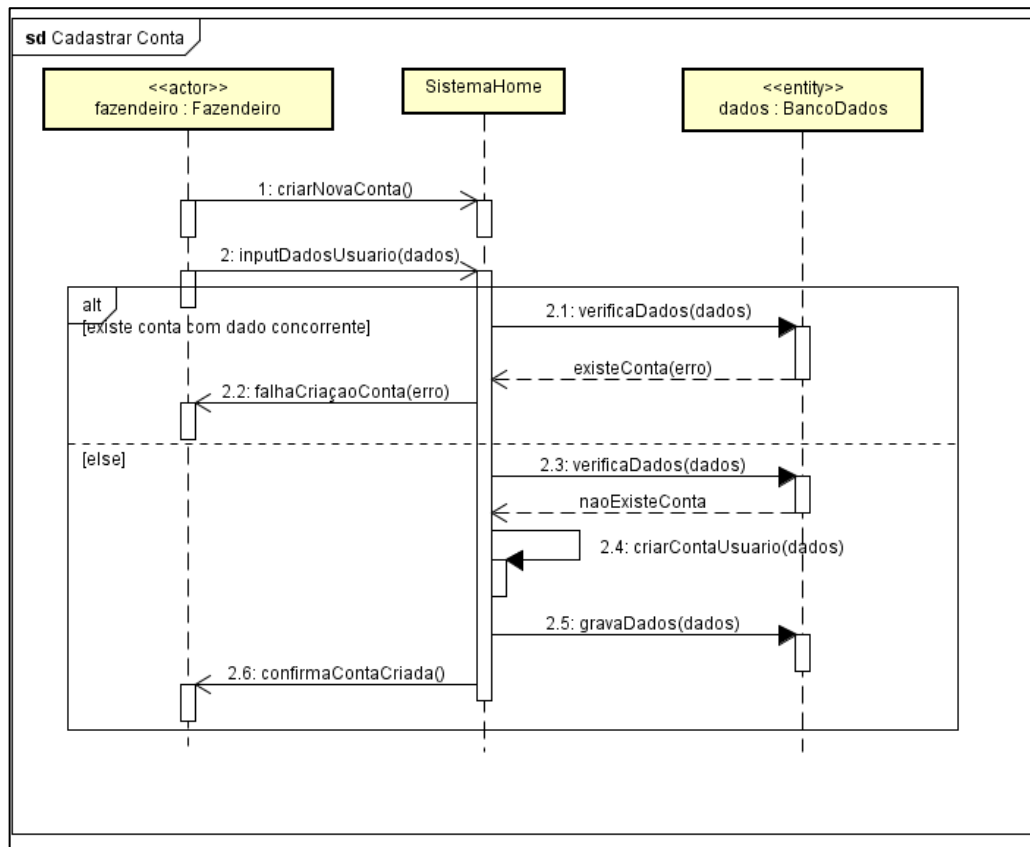 sd Cadastrar Conta
<<actor>>
fazendeiro : Fazendeiro
SistemaHome
<<entity>>
dados : BancoDados
1: criarNovaConta()
2: inputDadosUsuario(dados)
alt
[existe conta com dado concorrente]
2.1: verificaDados(dados)
existeConta(erro)
2.2: falhaCriaçaoConta(erro)
[else]
2.3: verificaDados(dados)
naoExisteConta
2.4: criarContaUsuario(dados)
2.5: gravaDados(dados)
2.6: confirmaContaCriada()